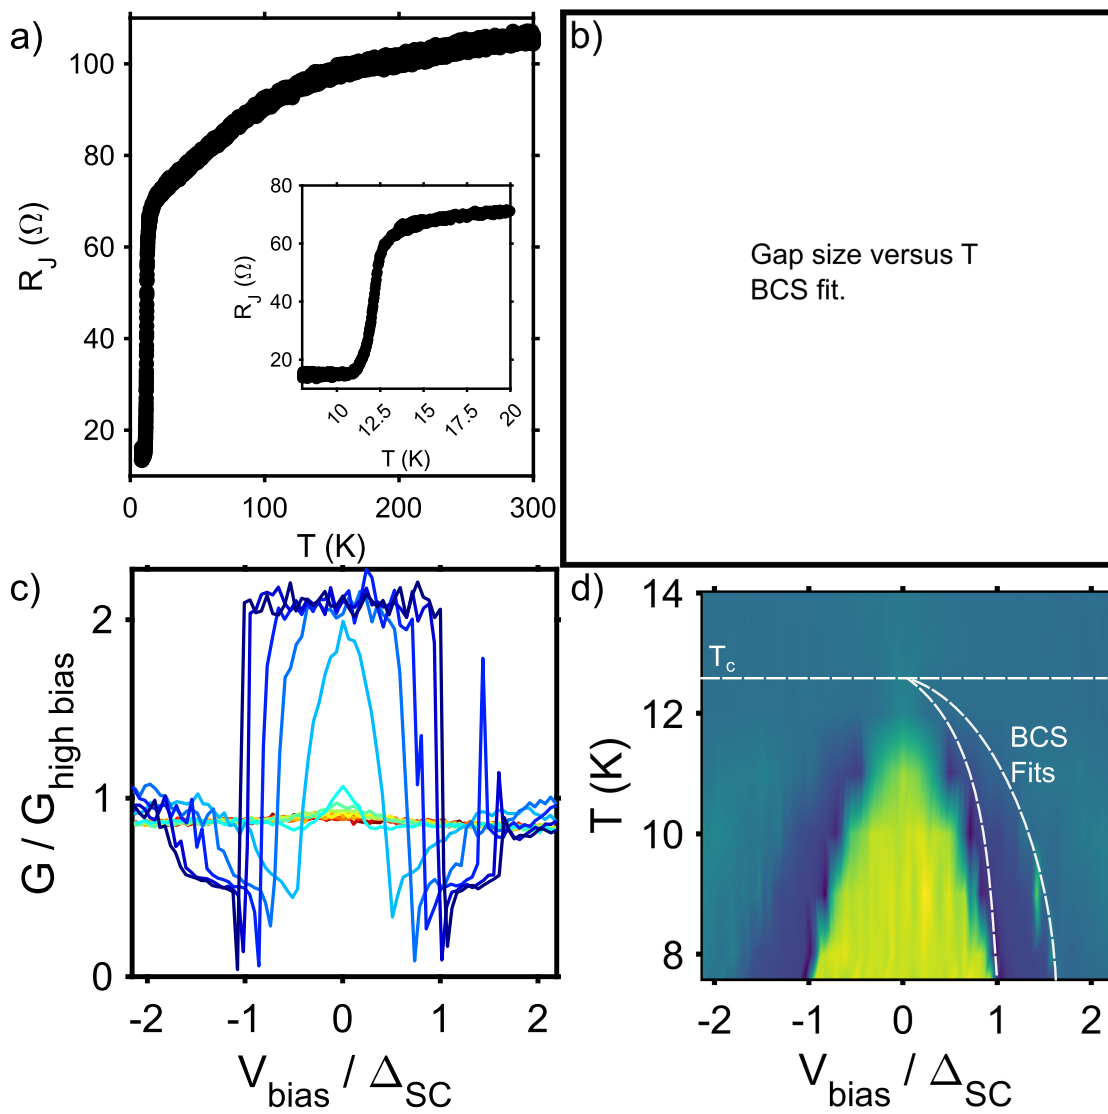 a)
R_J (Ω)
100
80
60
40
20
0
100
200
300
T (K)
R_J (Ω)
80
60
40
20
10
12.5
15
17.5
20
T (K)
b)
Gap size versus T
BCS fit.
c)
G / G_high bias
2
1
0
-2
-1
0
1
2
V_bias / Δ_SC
d)
T (K)
14
12
10
8
T_c
BCS
Fits
-2
-1
0
1
2
V_bias / Δ_SC